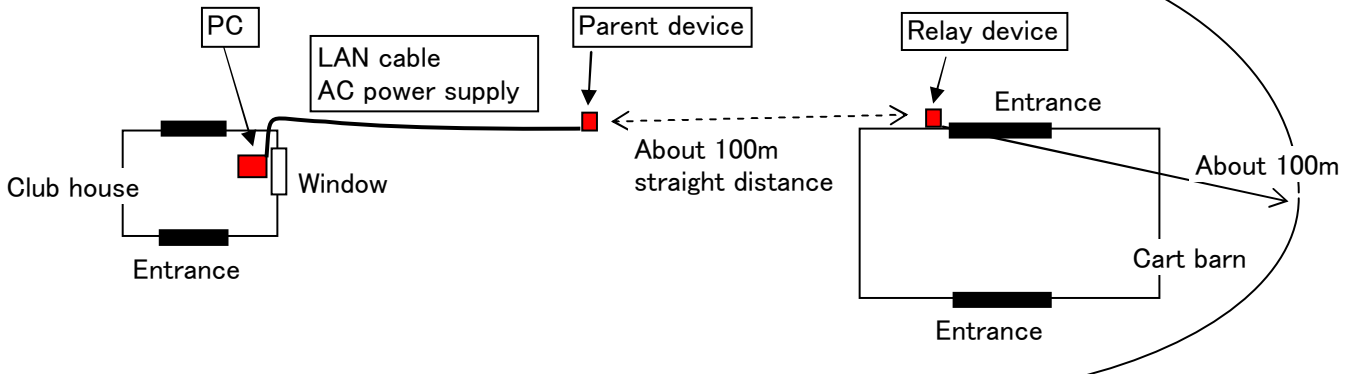 PC
LAN cable
AC power supply
Parent device
Relay device
Entrance
About 100m
straight distance
About 100m
Club house
Window
Cart barn
Entrance
Entrance